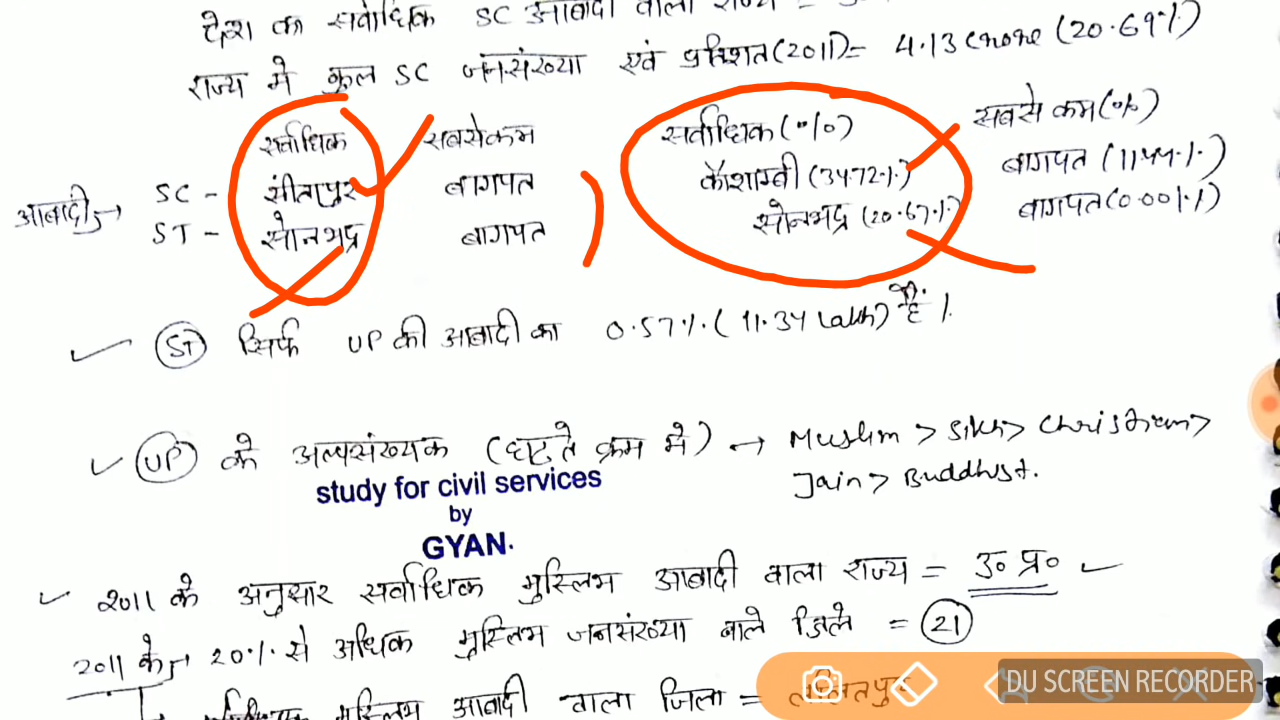 देश का सर्वाधिक SC आबादी वाला राज्य =
राज्य मे कुल SC जनसंख्या एवं प्रतिशत(2011)= 4.13 crore (20.69%)
सर्वाधिक सबसेकम सर्वाधिक (%) सबसे कम (%)
आबादी→ SC - सीतापुर बागपत कौशाम्बी (34.72%) बागपत (11.44%)
ST - सोनभद्र बागपत सोनभद्र (20.67%) बागपत (0.001%)
ST सिर्फ UP की आबादी का 0.57% (11.34 lakh) है।
UP के अल्पसंख्यक (घटते क्रम मे) → Muslim > Sikh > Christian >
Jain > Buddhist.
study for civil services
by
GYAN.
2011 के अनुसार सर्वाधिक मुस्लिम आबादी वाला राज्य = उ० प्र०
2011 के→ 20% से अधिक मुस्लिम जनसंख्या वाले जिले = 21
मुस्लिम आबादी वाला जिला = ललितपुर
DU SCREEN RECORDER